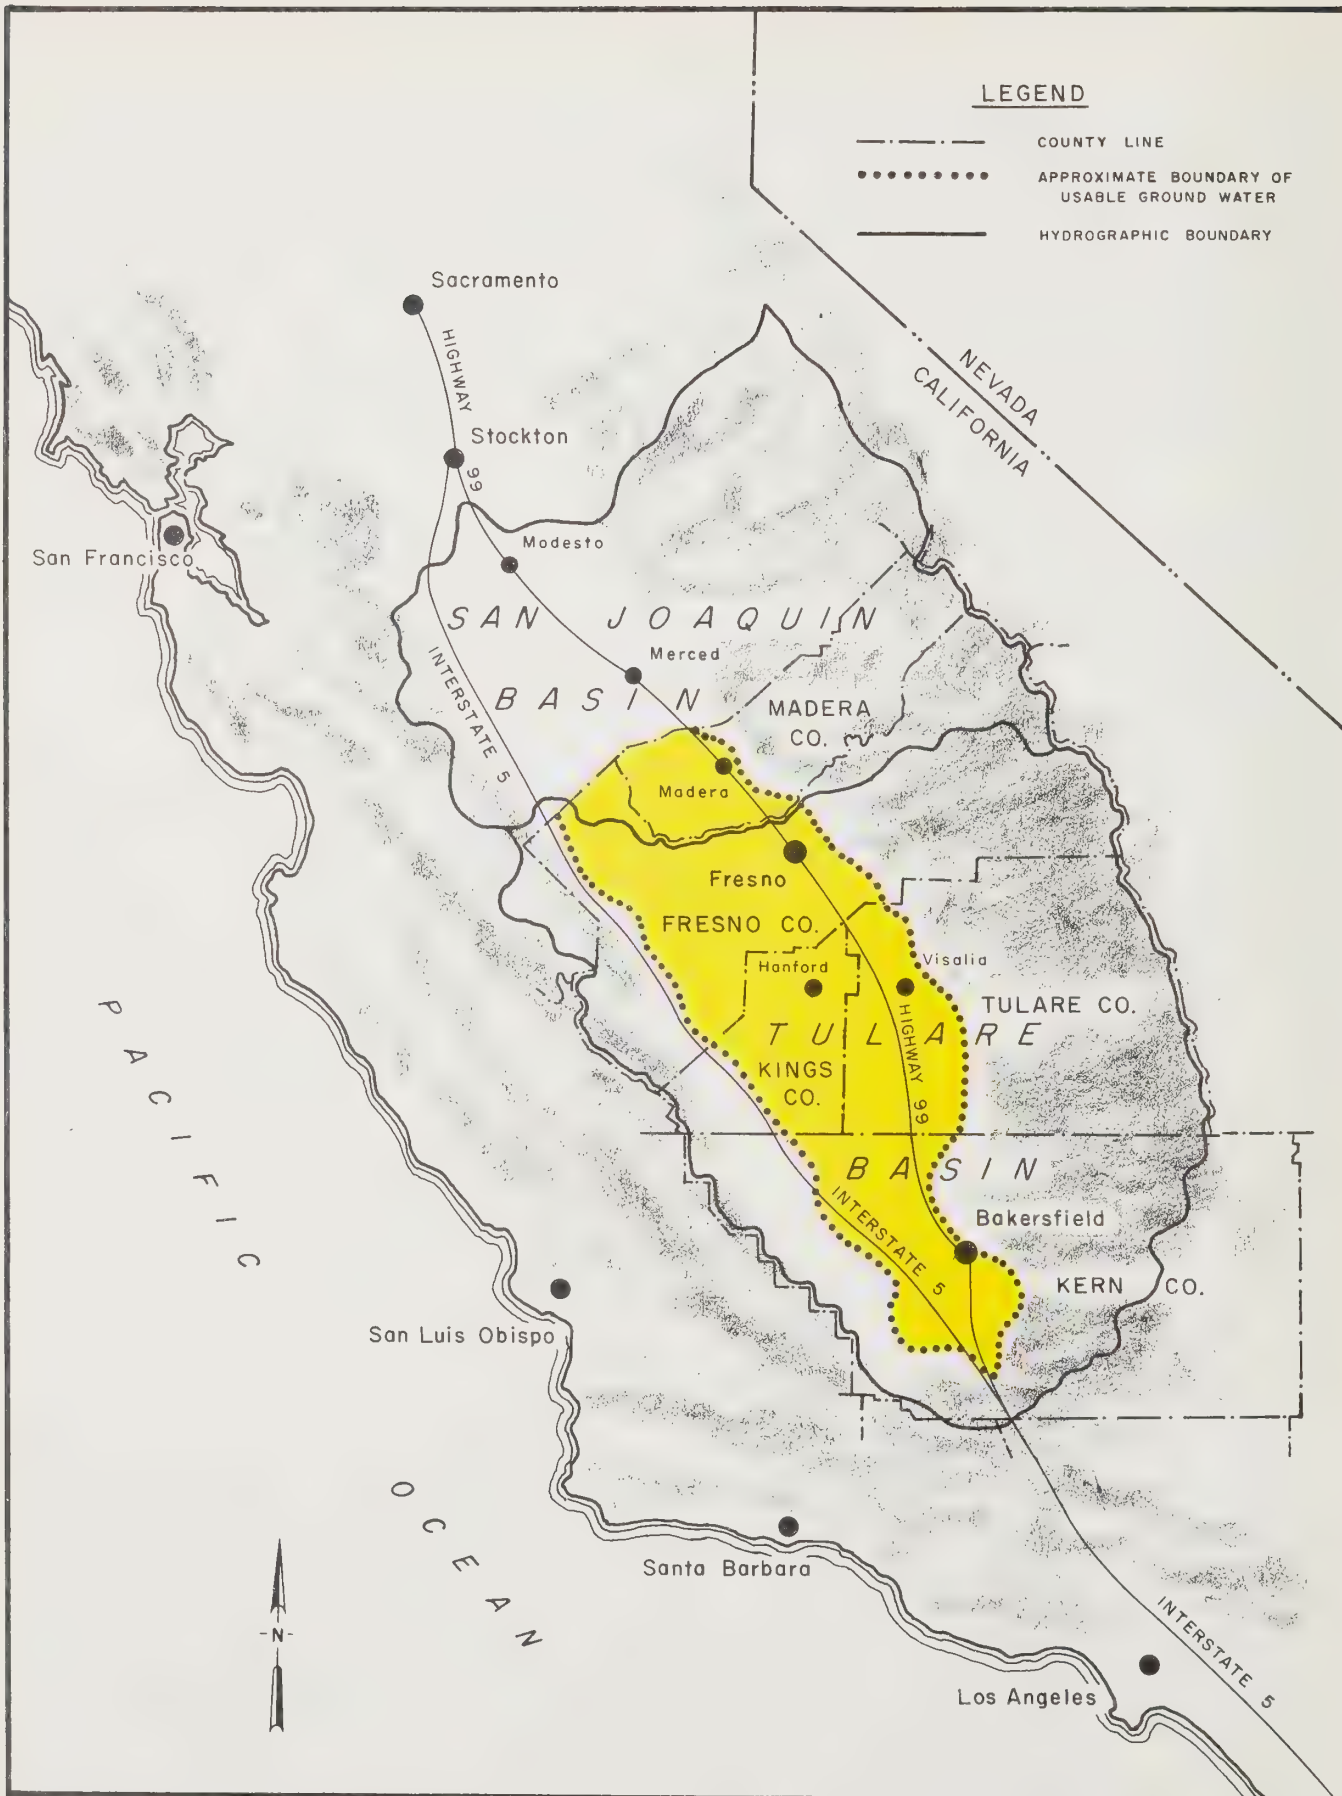 LEGEND
COUNTY LINE
APPROXIMATE BOUNDARY OF
USABLE GROUND WATER
HYDROGRAPHIC BOUNDARY
Sacramento
HIGHWAY 99
NEVADA
CALIFORNIA
Stockton
San Francisco
Modesto
SAN JOAQUIN
Merced
INTERSTATE 5
BASIN
MADERA
CO.
Madera
Fresno
FRESNO CO.
Hanford
Visalia
TULARE CO.
TULARE
KINGS
CO.
HIGHWAY 99
BASIN
Bakersfield
INTERSTATE 5
KERN CO.
San Luis Obispo
PACIFIC
OCEAN
Santa Barbara
N
INTERSTATE 5
Los Angeles